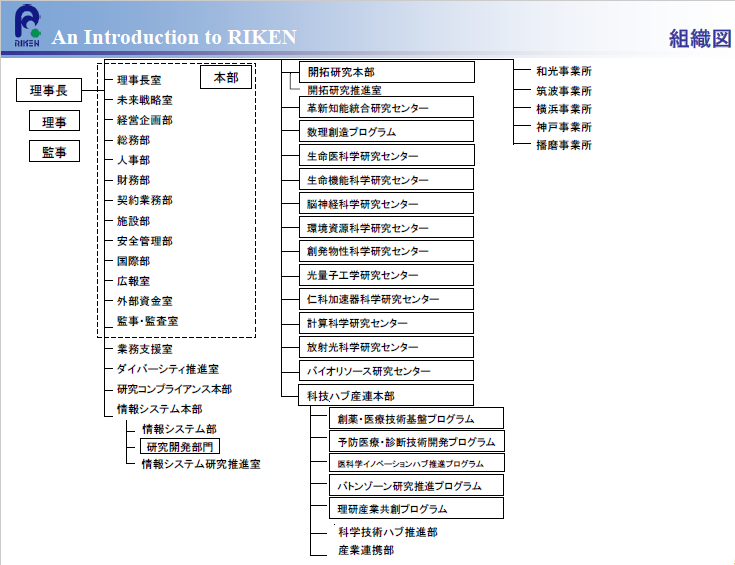 RIKEN
An Introduction to RIKEN
組織図
理事長
理事
監事
本部
理事長室
未来戦略室
経営企画部
総務部
人事部
財務部
契約業務部
施設部
安全管理部
国際部
広報室
外部資金室
監事・監査室
業務支援室
ダイバーシティ推進室
研究コンプライアンス本部
情報システム本部
情報システム部
研究開発部門
情報システム研究推進室
開拓研究本部
開拓研究推進室
革新知能統合研究センター
数理創造プログラム
生命医科学研究センター
生命機能科学研究センター
脳神経科学研究センター
環境資源科学研究センター
創発物性科学研究センター
光量子工学研究センター
仁科加速器科学研究センター
計算科学研究センター
放射光科学研究センター
バイオリソース研究センター
科技ハブ産連本部
創薬・医療技術基盤プログラム
予防医療・診断技術開発プログラム
医科学イノベーションハブ推進プログラム
バトンゾーン研究推進プログラム
理研産業共創プログラム
科学技術ハブ推進部
産業連携部
和光事業所
筑波事業所
横浜事業所
神戸事業所
播磨事業所